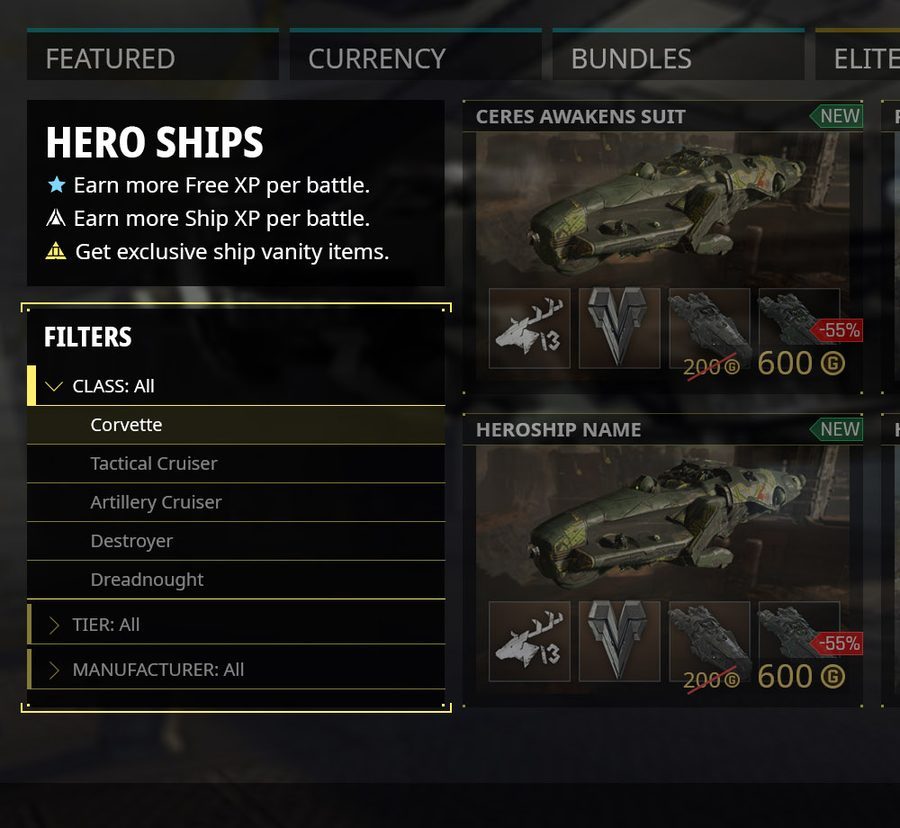 FEATURED
CURRENCY
BUNDLES
ELITE
HERO SHIPS
Earn more Free XP per battle.
Earn more Ship XP per battle.
Get exclusive ship vanity items.
FILTERS
CLASS: All
Corvette
Tactical Cruiser
Artillery Cruiser
Destroyer
Dreadnought
TIER: All
MANUFACTURER: All
CERES AWAKENS SUIT
NEW
13
-55%
200 G
600 G
HEROSHIP NAME
NEW
13
-55%
200 G
600 G